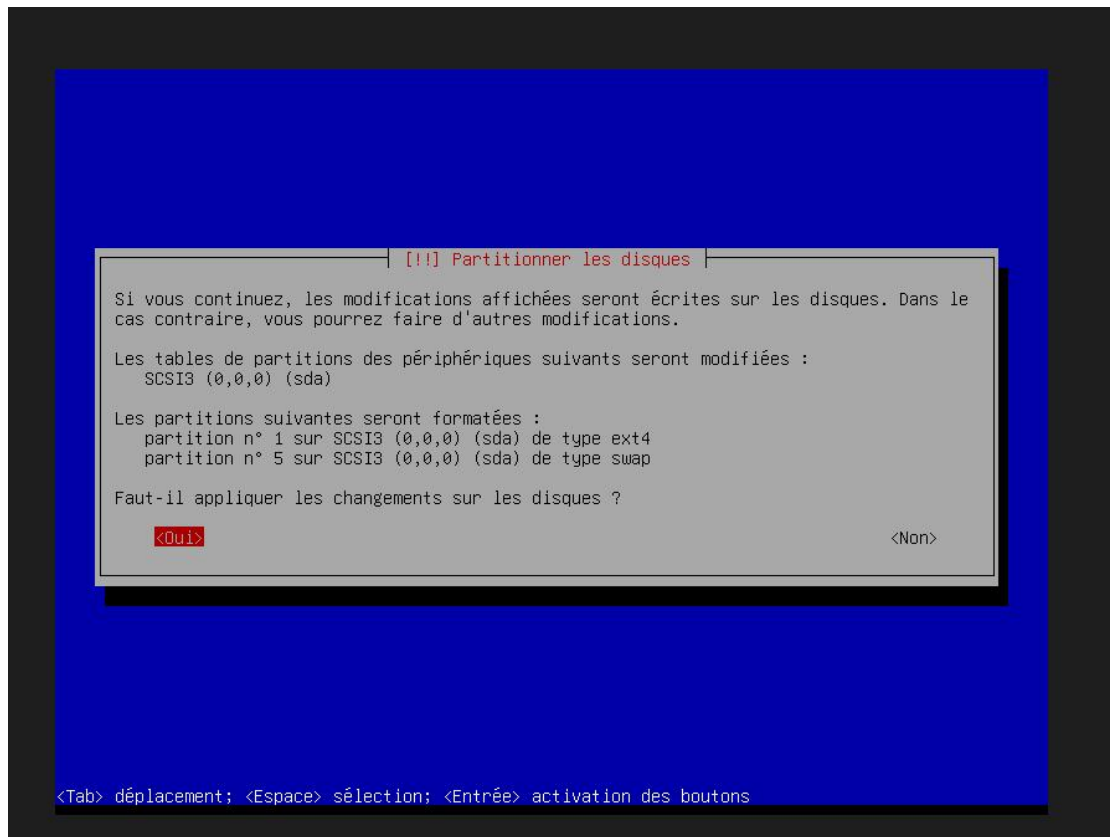 [!!] Partitionner les disques
Si vous continuez, les modifications affichées seront écrites sur les disques. Dans le
cas contraire, vous pourrez faire d'autres modifications.
Les tables de partitions des périphériques suivants seront modifiées :
SCSI3 (0,0,0) (sda)
Les partitions suivantes seront formatées :
partition n° 1 sur SCSI3 (0,0,0) (sda) de type ext4
partition n° 5 sur SCSI3 (0,0,0) (sda) de type swap
Faut-il appliquer les changements sur les disques ?
<Oui> <Non>
<Tab> déplacement; <Espace> sélection; <Entrée> activation des boutons